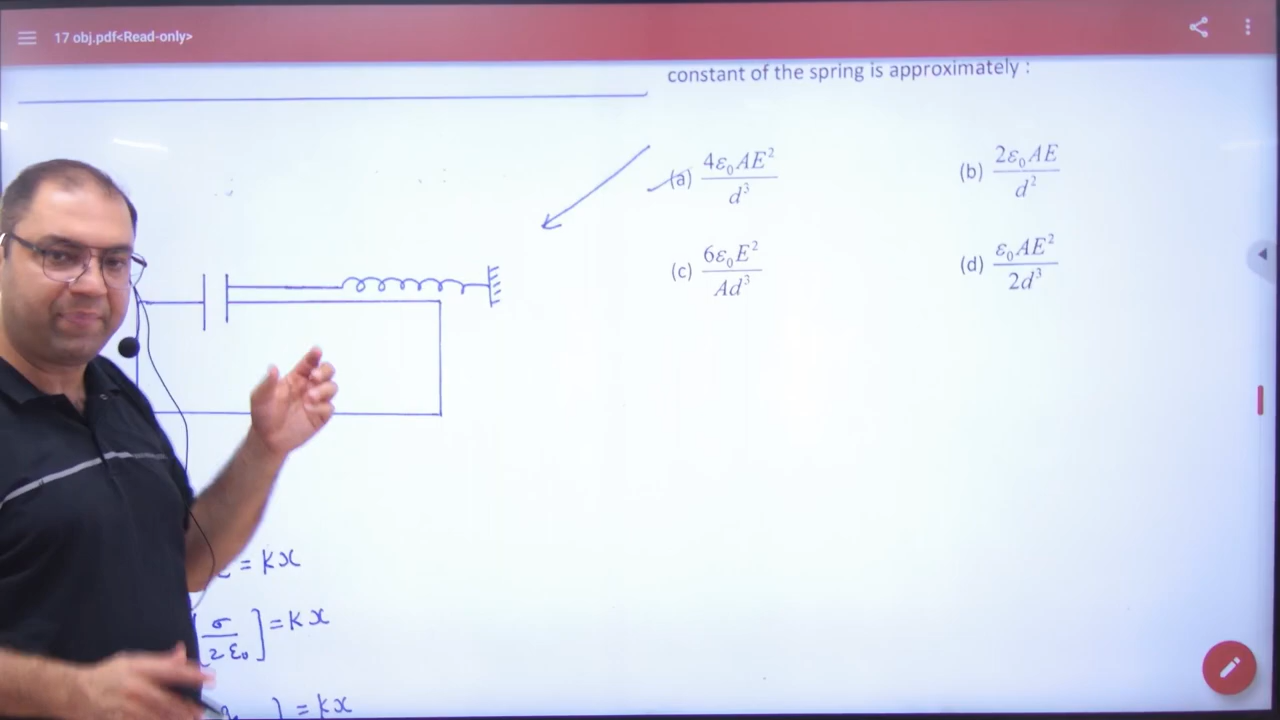 17 obj.pdf<Read-only>
constant of the spring is approximately :
(a) 4ε₀AE² / d³
(b) 2ε₀AE / d²
(c) 6ε₀E² / Ad³
(d) ε₀AE² / 2d³
= kx
[σ / 2ε₀] = kx
] = kx